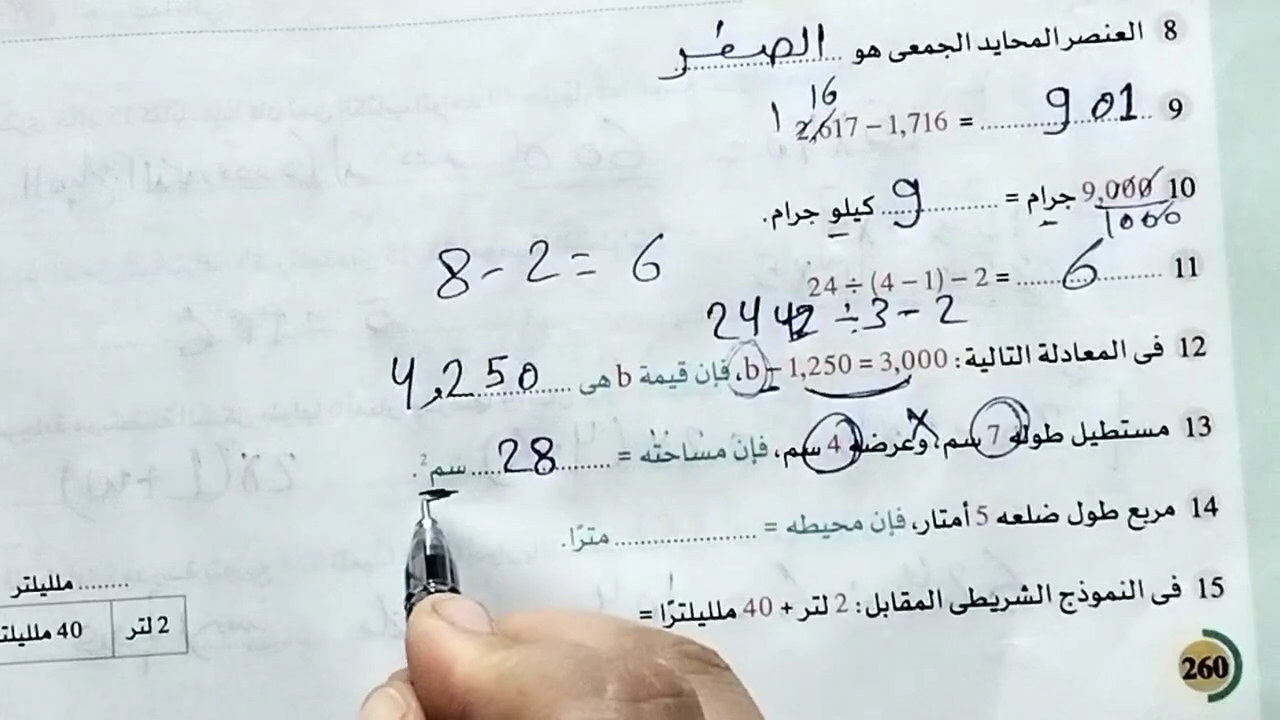 8 العنصر المحايد الجمعى هو الصفر
1 16
9 2,617 – 1,716 = 901
10 9,000 جرام = 9 كيلو جرام.
1000
11 24 ÷ (4 – 1) – 2 = 6
8 - 2 = 6
24 ÷ 3 - 2
12 فى المعادلة التالية: b – 1,250 = 3,000، فإن قيمة b هى 4,250
13 مستطيل طوله 7 سم، وعرضه 4 سم، فإن مساحته = 28 سم².
14 مربع طول ضلعه 5 أمتار، فإن محيطه = ............ مترًا.
15 فى النموذج الشريطى المقابل: 2 لتر + 40 ملليلترًا =
........ ملليلتر
2 لتر
260